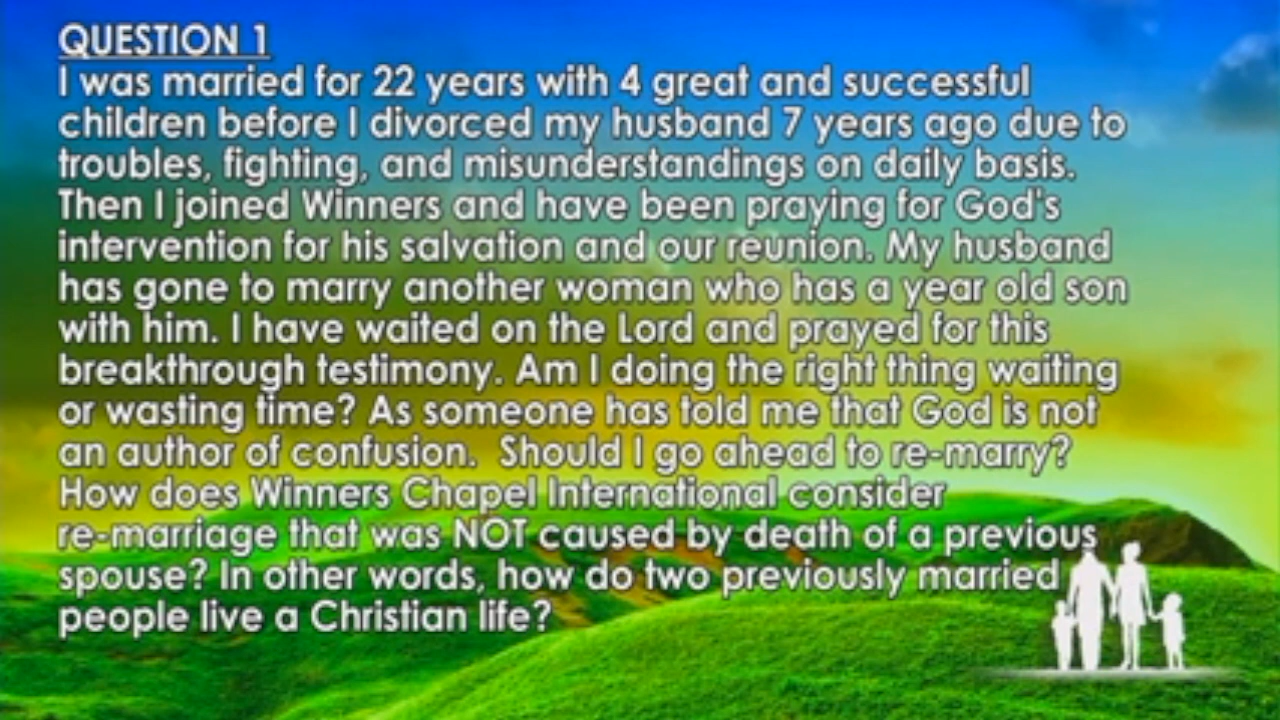 QUESTION 1
I was married for 22 years with 4 great and successful
children before I divorced my husband 7 years ago due to
troubles, fighting, and misunderstandings on daily basis.
Then I joined Winners and have been praying for God's
intervention for his salvation and our reunion. My husband
has gone to marry another woman who has a year old son
with him. I have waited on the Lord and prayed for this
breakthrough testimony. Am I doing the right thing waiting
or wasting time? As someone has told me that God is not
an author of confusion.  Should I go ahead to re-marry?
How does Winners Chapel International consider
re-marriage that was NOT caused by death of a previous
spouse? In other words, how do two previously married
people live a Christian life?